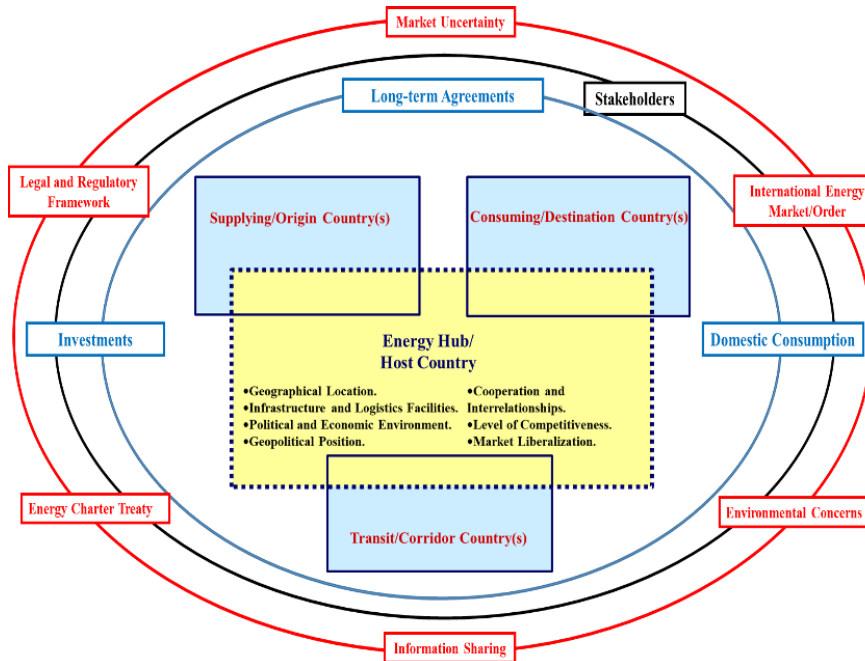 Market Uncertainty
Long-term Agreements
Stakeholders
Legal and Regulatory
Framework
International Energy
Market/Order
Supplying/Origin Country(s)
Consuming/Destination Country(s)
Investments
Domestic Consumption
Energy Hub/
Host Country
•Geographical Location.
•Infrastructure and Logistics Facilities.
•Political and Economic Environment.
•Geopolitical Position.
•Cooperation and
Interrelationships.
•Level of Competitiveness.
•Market Liberalization.
Energy Charter Treaty
Environmental Concerns
Transit/Corridor Country(s)
Information Sharing